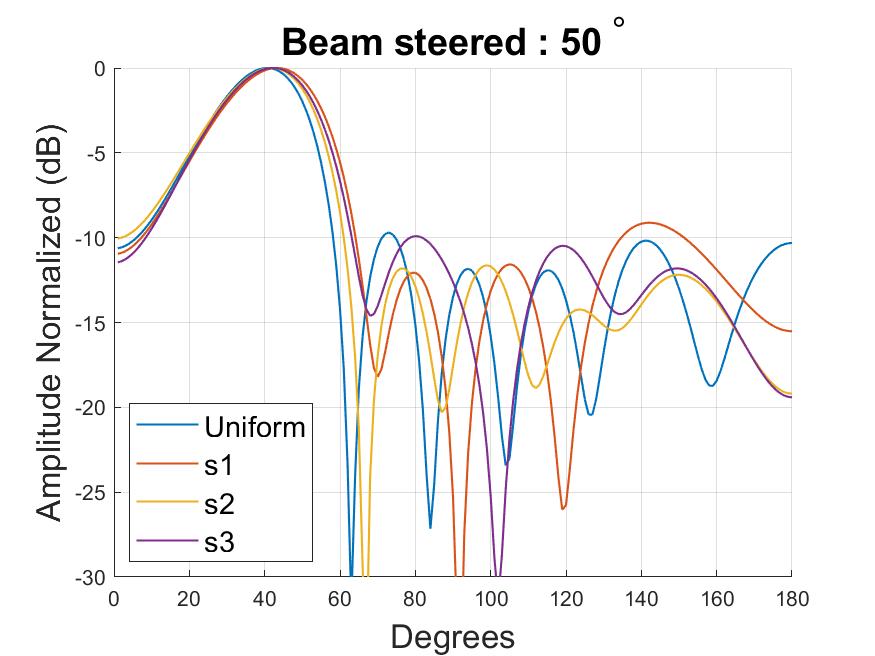 Beam steered : 50 °
Amplitude Normalized (dB)
0
-5
-10
-15
-20
-25
-30
Uniform
s1
s2
s3
0 20 40 60 80 100 120 140 160 180
Degrees